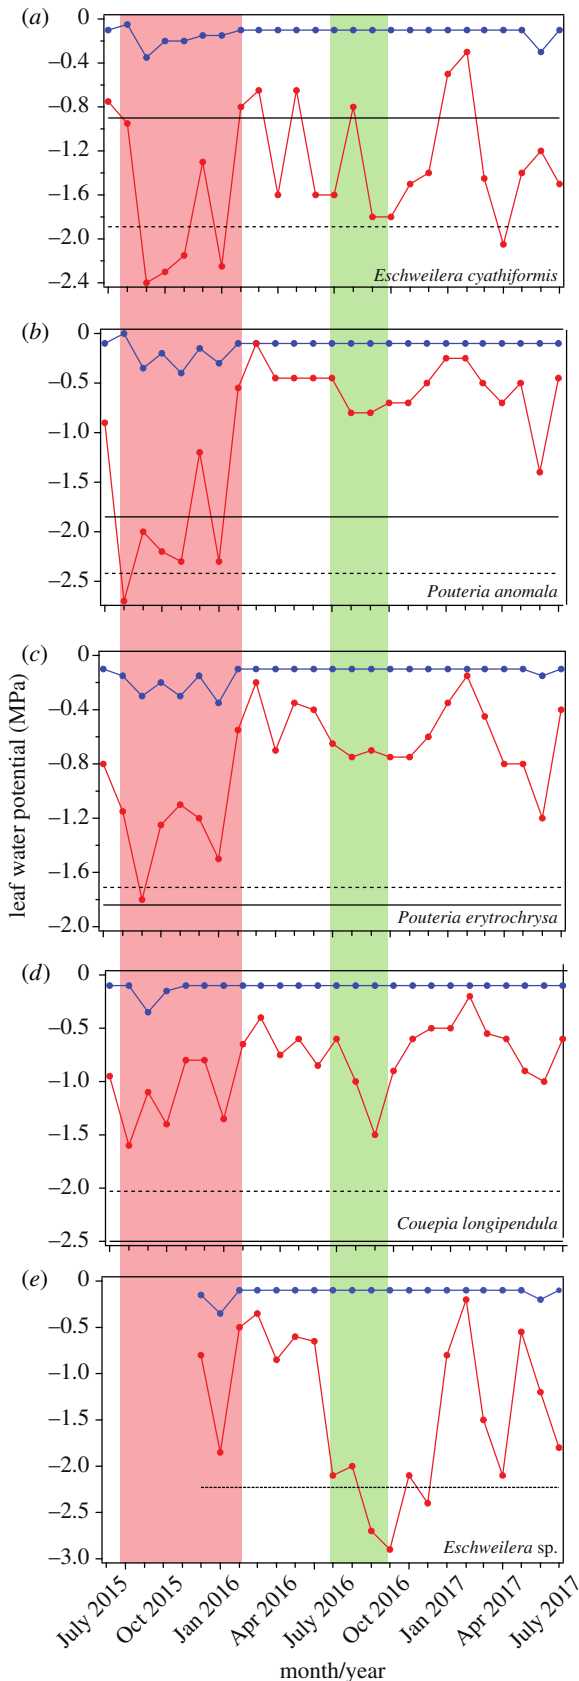 (a)
0
–0.4
–0.8
–1.2
–1.6
–2.0
–2.4
Eschweilera cyathiformis
(b)
0
–0.5
–1.0
–1.5
–2.0
–2.5
Pouteria anomala
(c)
0
–0.4
–0.8
–1.2
–1.6
–2.0
leaf water potential (MPa)
Pouteria erytrochrysa
(d)
0
–0.5
–1.0
–1.5
–2.0
–2.5
Couepia longipendula
(e)
0
–0.5
–1.0
–1.5
–2.0
–2.5
–3.0
Eschweilera sp.
July 2015
Oct 2015
Jan 2016
Apr 2016
July 2016
Oct 2016
Jan 2017
Apr 2017
July 2017
month/year